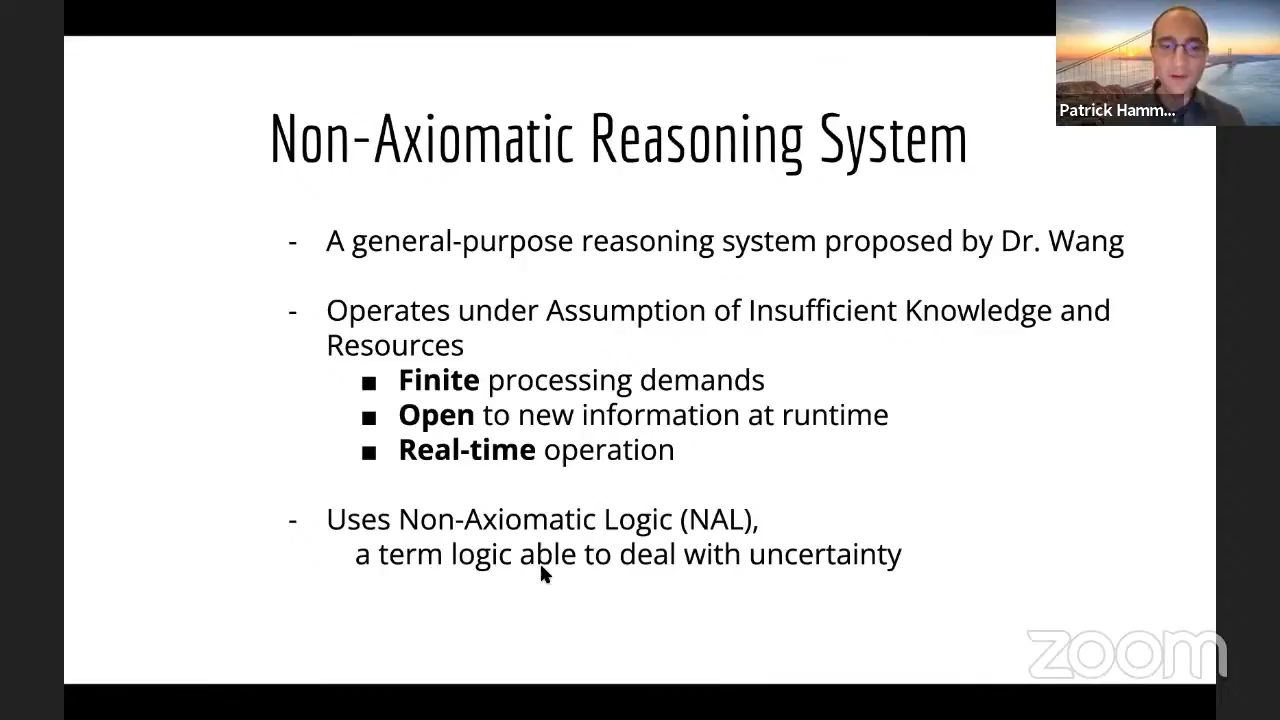 Patrick Hamm...
Non-Axiomatic Reasoning System
- A general-purpose reasoning system proposed by Dr. Wang
- Operates under Assumption of Insufficient Knowledge and
Resources
■ Finite processing demands
■ Open to new information at runtime
■ Real-time operation
- Uses Non-Axiomatic Logic (NAL),
a term logic able to deal with uncertainty
zoom